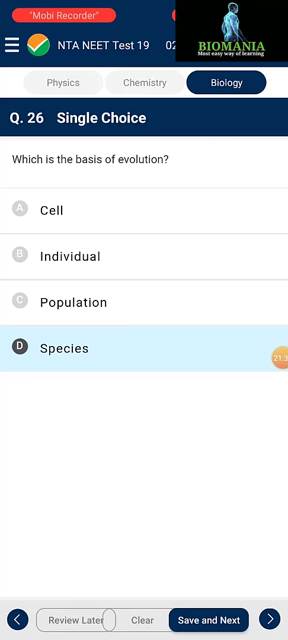 "Mobi Recorder"
NTA NEET Test 19
02
BIOMANIA
Most easy way of learning
Physics
Chemistry
Biology
Q. 26 Single Choice
Which is the basis of evolution?
A Cell
B Individual
C Population
D Species
21:3
Review Later
Clear
Save and Next